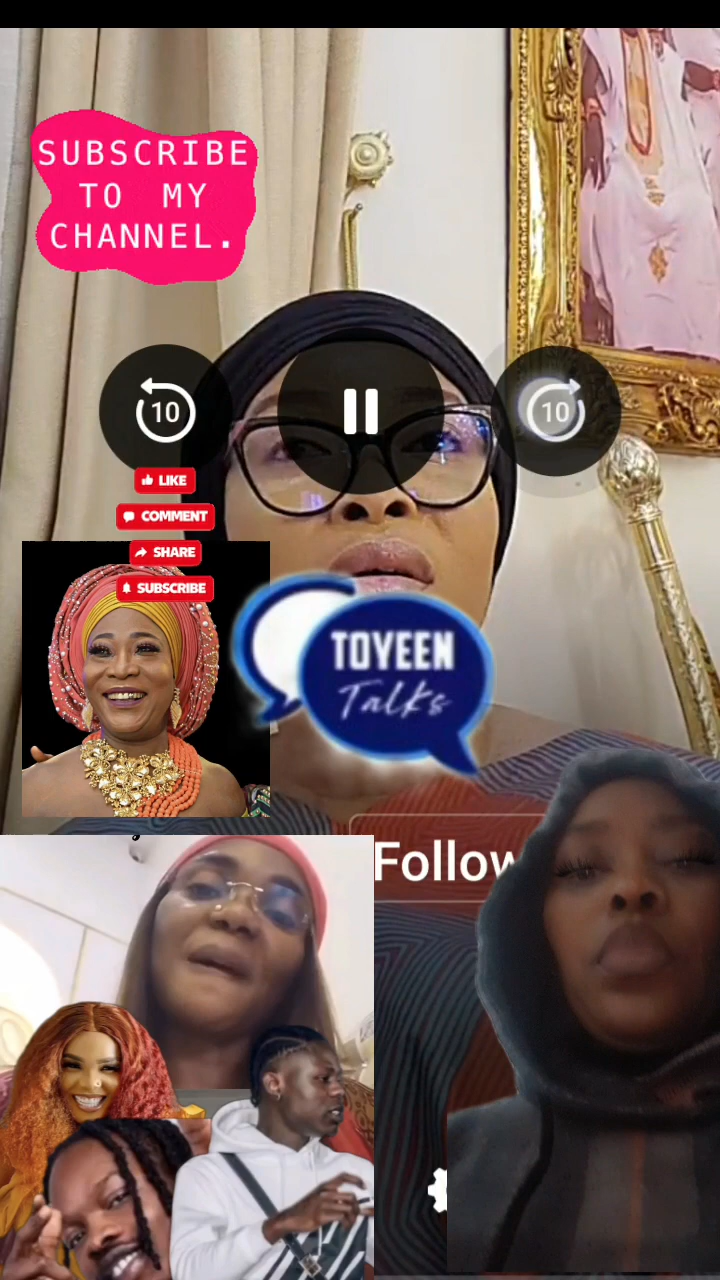 SUBSCRIBE
TO MY
CHANNEL.
10
10
LIKE
COMMENT
SHARE
SUBSCRIBE
TOYEEN
Talks
Follow